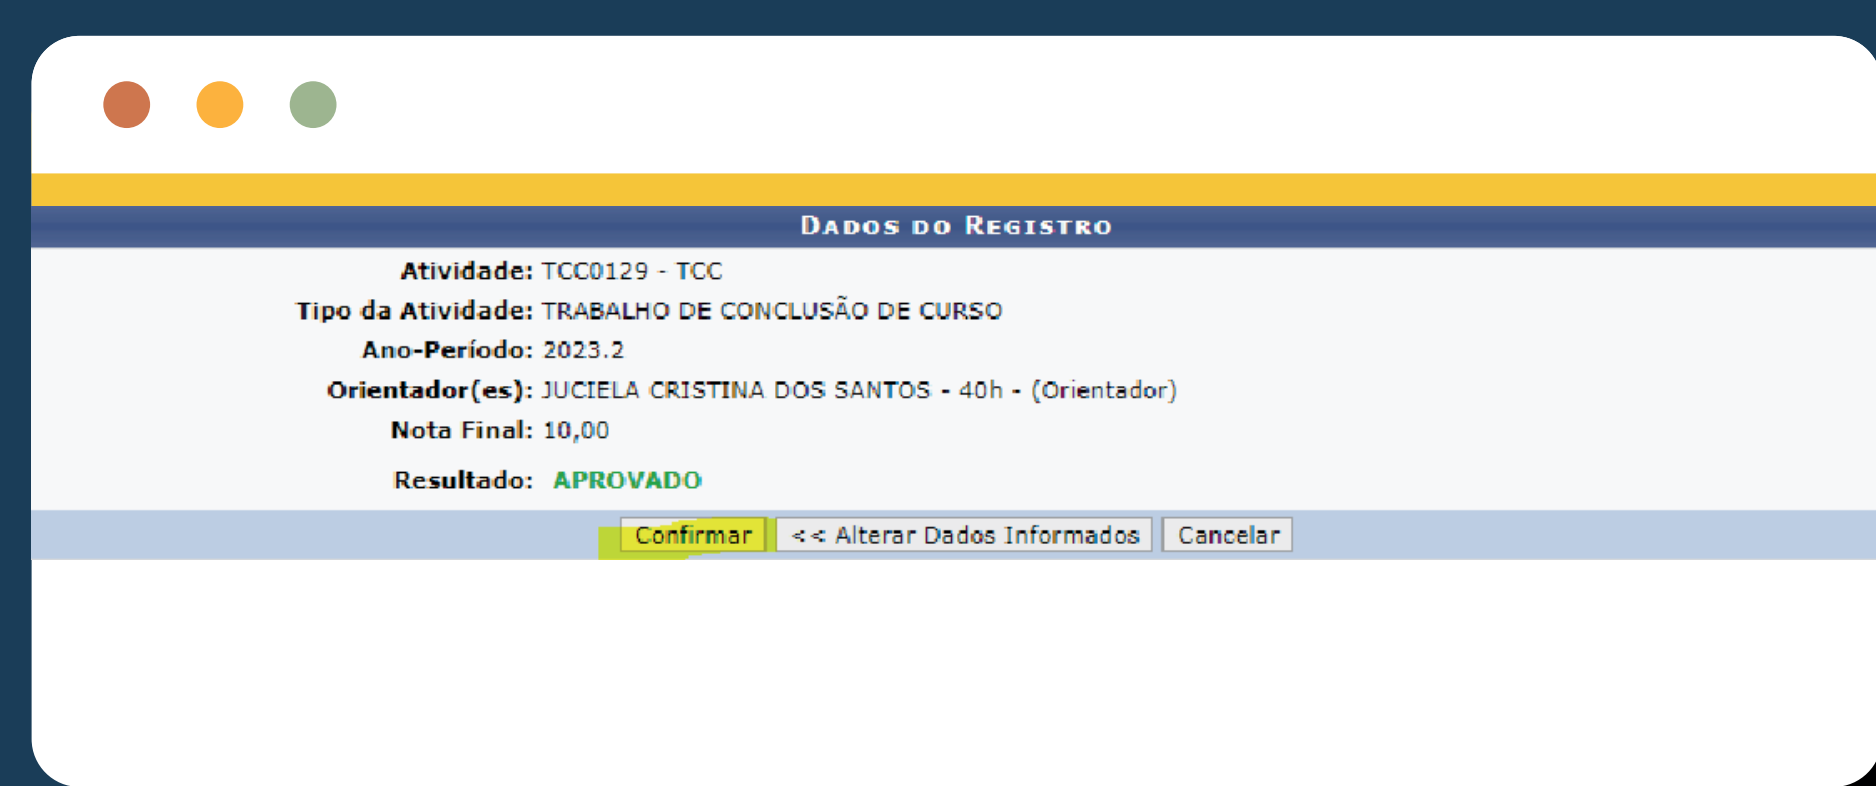 Dados do Registro
Atividade: TCC0129 - TCC
Tipo da Atividade: TRABALHO DE CONCLUSÃO DE CURSO
Ano-Período: 2023.2
Orientador(es): JUCIELA CRISTINA DOS SANTOS - 40h - (Orientador)
Nota Final: 10,00
Resultado: APROVADO
Confirmar << Alterar Dados Informados Cancelar